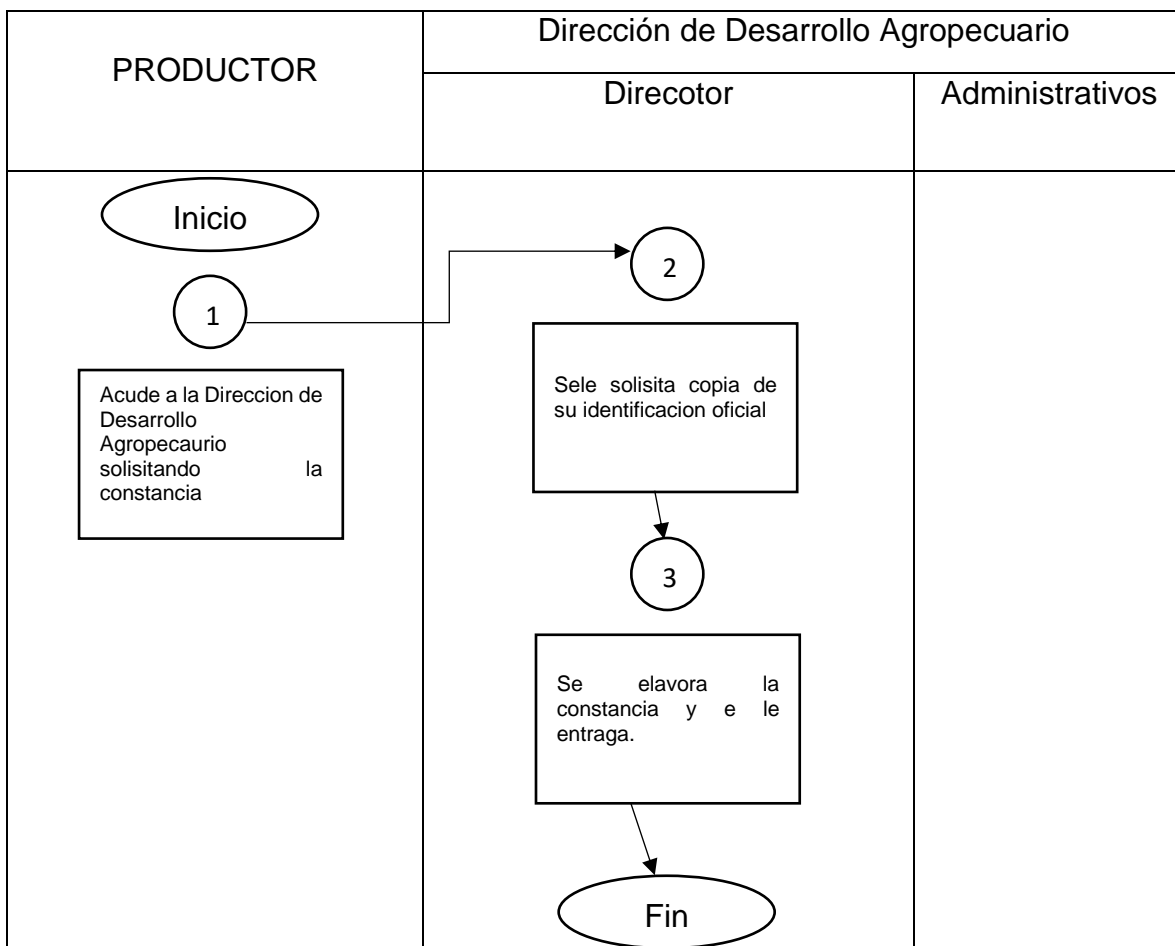 PRODUCTOR
Dirección de Desarrollo Agropecuario
Direcotor
Administrativos
Inicio
1
Acude a la Direccion de
Desarrollo
Agropecaurio
solisitando la
constancia
2
Sele solisita copia de
su identificacion oficial
3
Se elavora la
constancia y e le
entraga.
Fin